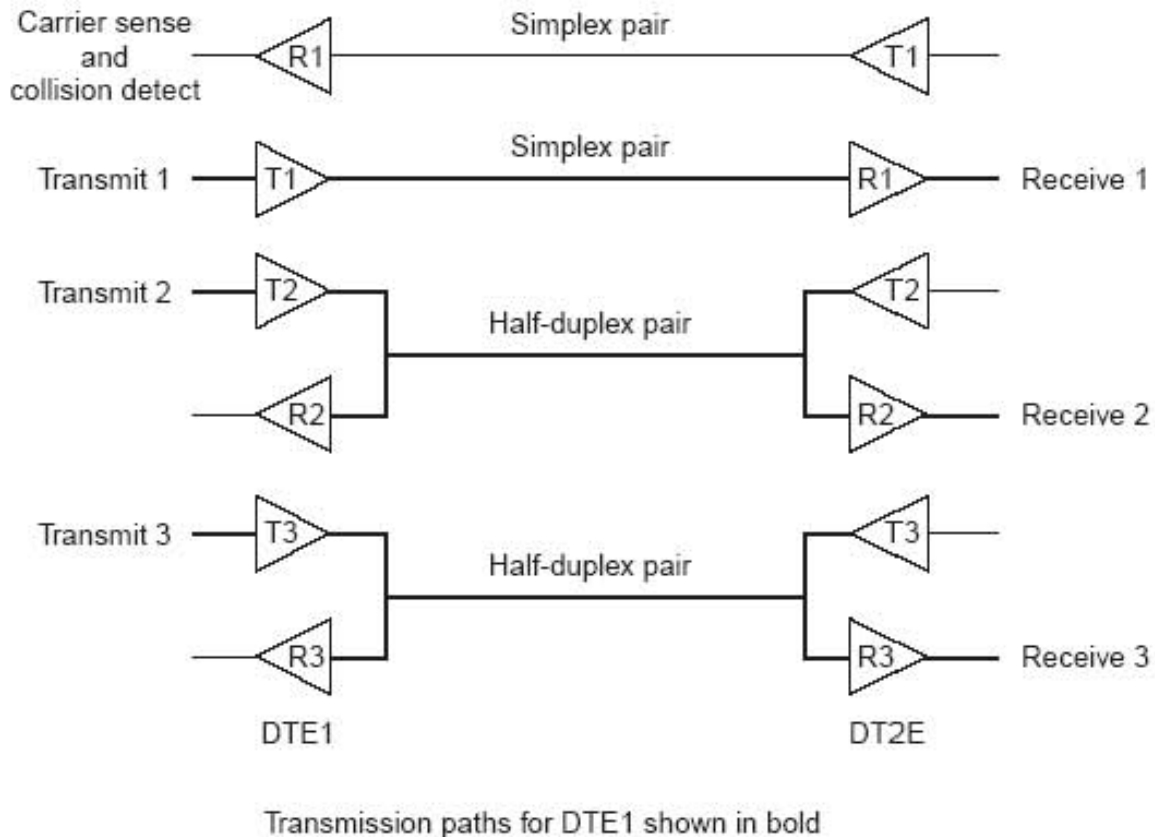 Carrier sense
and
collision detect
R1
Simplex pair
T1
Transmit 1
T1
Simplex pair
R1
Receive 1
Transmit 2
T2
Half-duplex pair
T2
R2
R2
Receive 2
Transmit 3
T3
Half-duplex pair
T3
R3
R3
Receive 3
DTE1
DT2E
Transmission paths for DTE1 shown in bold